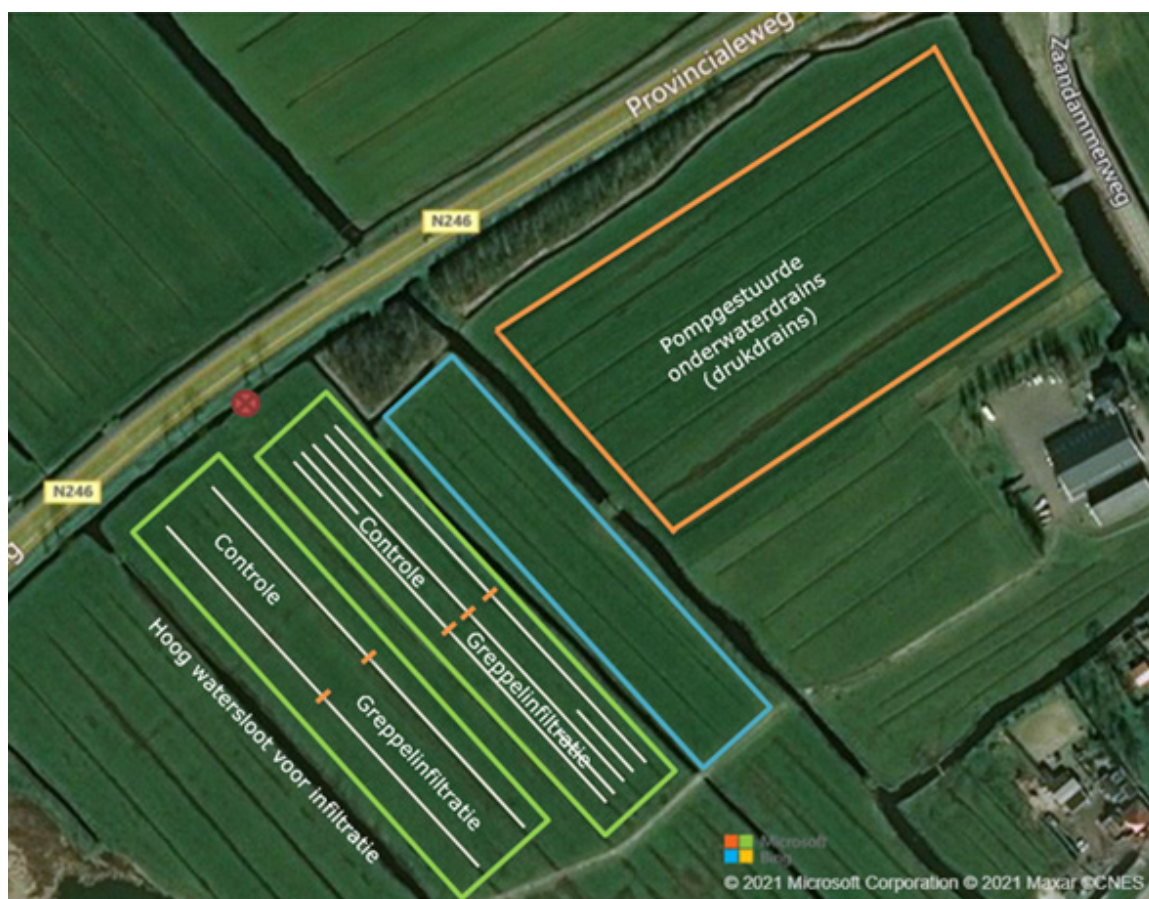 Provincialeweg
Zaandammerweg
N246
Pompgestuurde
onderwaterdrains
(drukdrains)
N246
g
Controle
Controle
Greppelinfiltratie
Greppelinfiltratie
Hoog watersloot voor infiltratie
Microsoft
Bing
© 2021 Microsoft Corporation © 2021 Maxar ©CNES